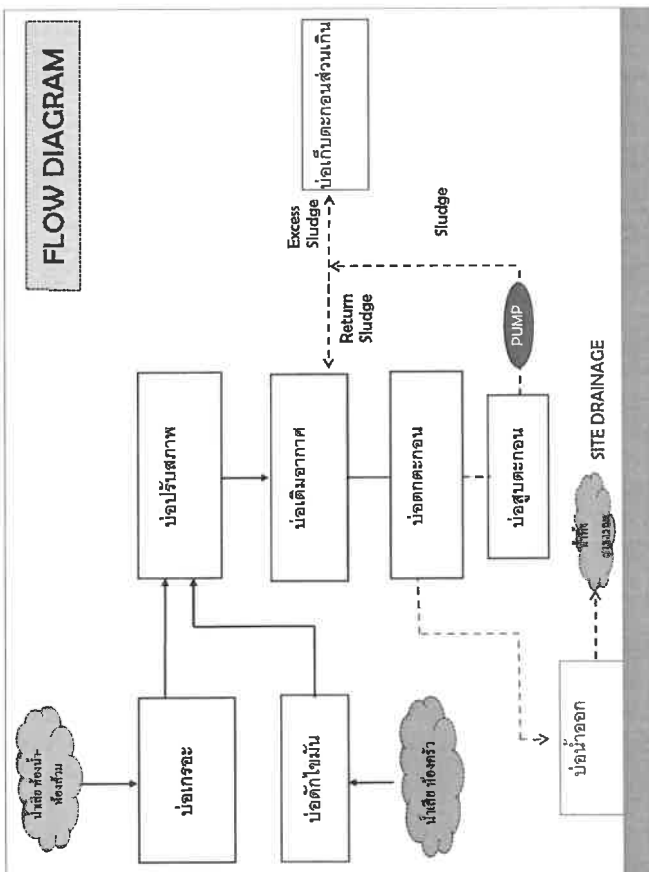 FLOW DIAGRAM
น้ำเสีย ห้องน้ำ-
ห้องส้วม
บ่อเกรอะ
บ่อดักไขมัน
น้ำเสีย ห้องครัว
บ่อปรับสภาพ
บ่อเติมอากาศ
บ่อตกตะกอน
บ่อสูบตะกอน
PUMP
Return
Sludge
Excess
Sludge
Sludge
บ่อเก็บตะกอนส่วนเกิน
บ่อน้ำออก
SITE DRAINAGE